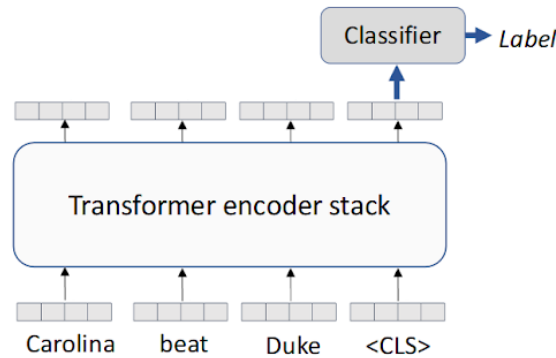 Classifier
Label
Transformer encoder stack
Carolina beat Duke <CLS>